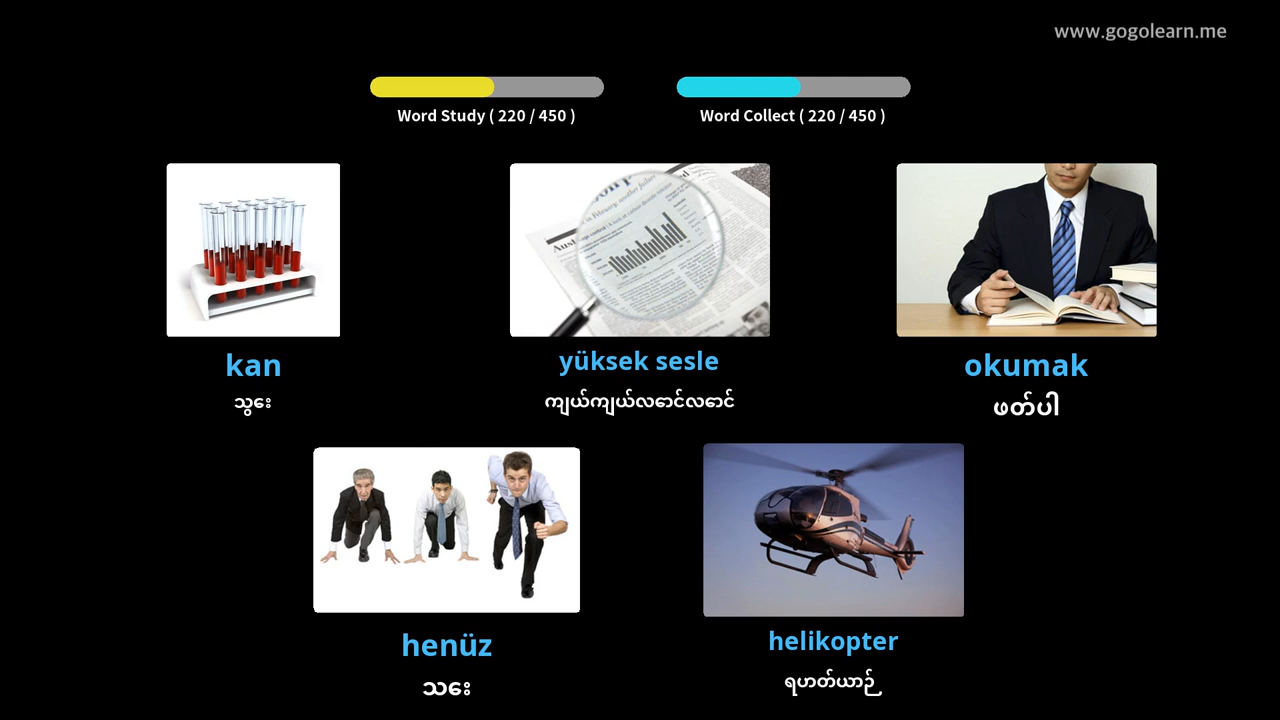 www.gogolearn.me
Word Study ( 220 / 450 )
Word Collect ( 220 / 450 )
kan
yüksek sesle
okumak
သွေး
ကျယ်ကျယ်လောင်လောင်
ဖတ်ပါ
henüz
helikopter
သေး
ရဟတ်ယာဉ်